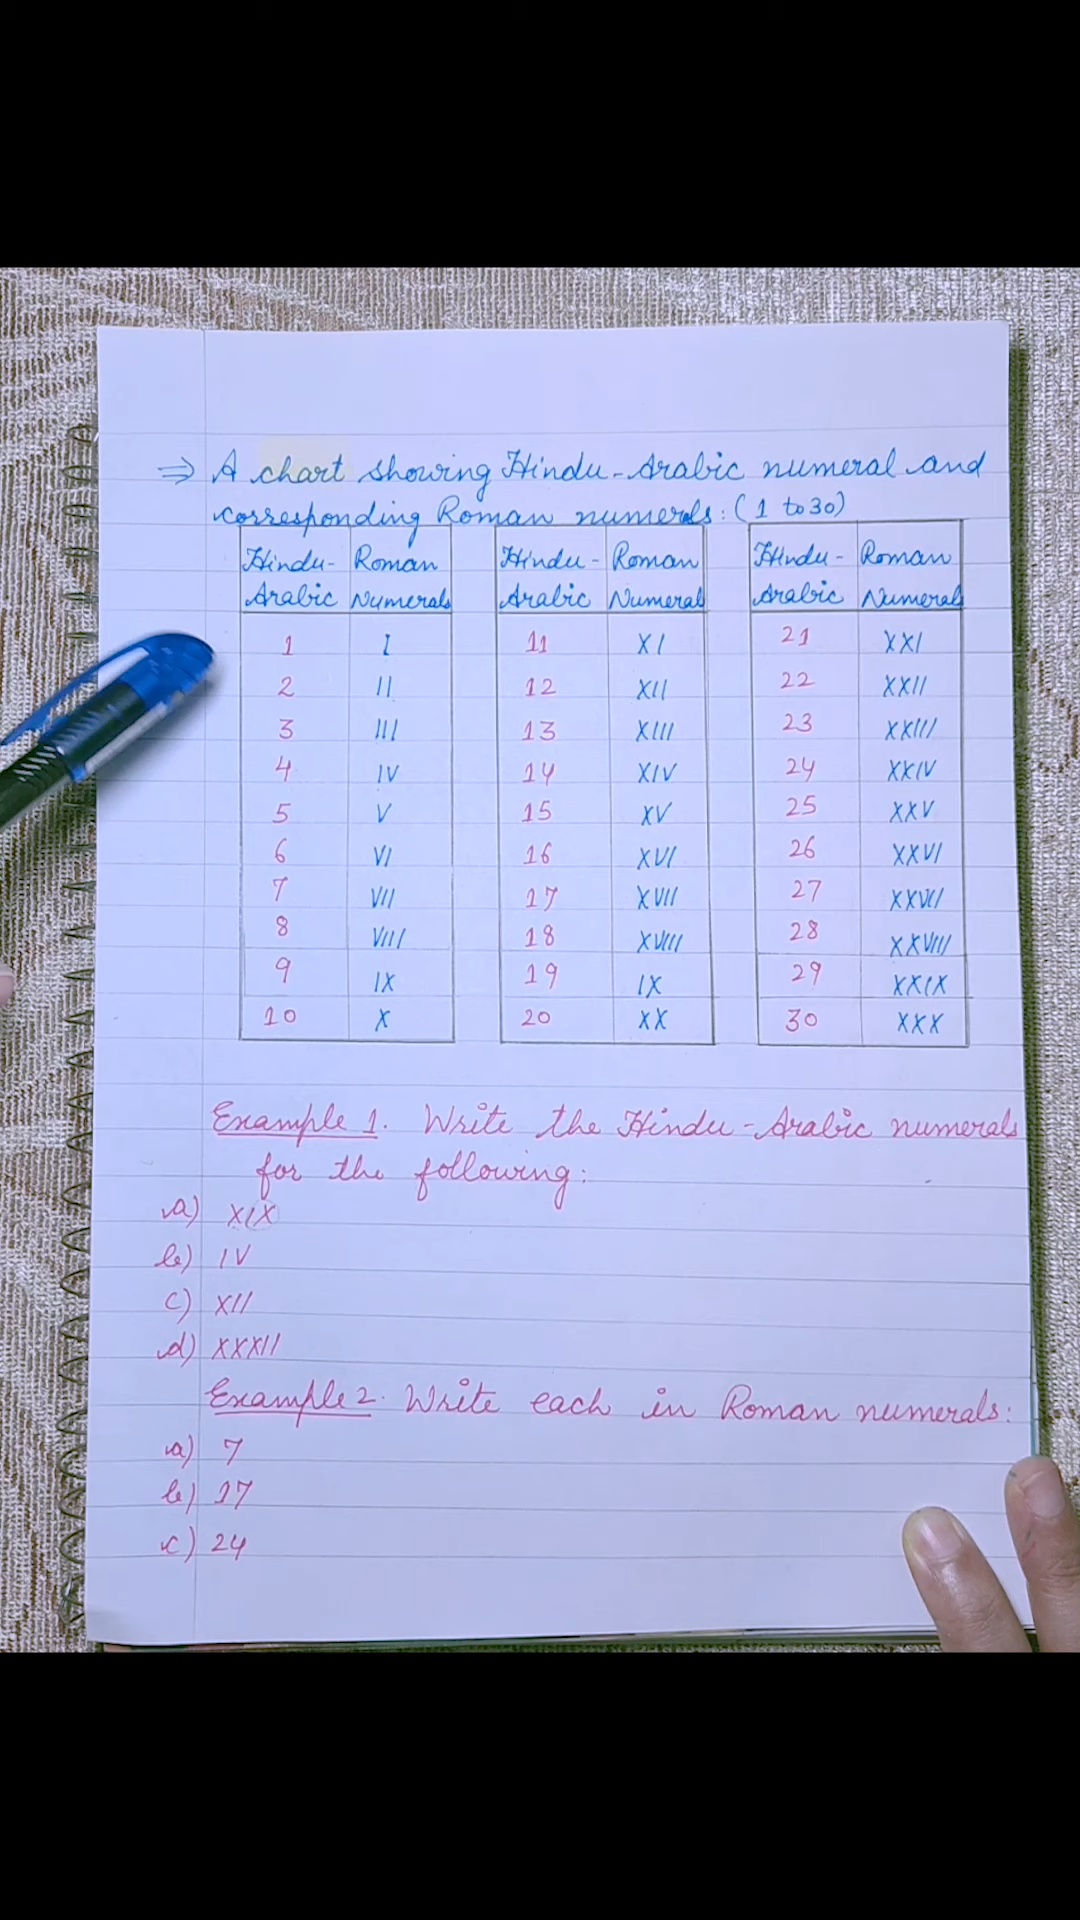 ⇒ A chart showing Hindu-Arabic numeral and
corresponding Roman numerals: (1 to 30)
Hindu-Arabic Roman Numerals Hindu-Arabic Roman Numeral Hindu-Arabic Roman Numeral
1 I 11 XI 21 XXI
2 II 12 XII 22 XXII
3 III 13 XIII 23 XXIII
4 IV 14 XIV 24 XXIV
5 V 15 XV 25 XXV
6 VI 16 XVI 26 XXVI
7 VII 17 XVII 27 XXVII
8 VIII 18 XVIII 28 XXVIII
9 IX 19 IX 29 XXIX
10 X 20 XX 30 XXX
Example 1. Write the Hindu-Arabic numerals
for the following:
a) XIX
b) IV
c) XII
d) XXXII
Example 2. Write each in Roman numerals:
a) 7
b) 17
c) 24